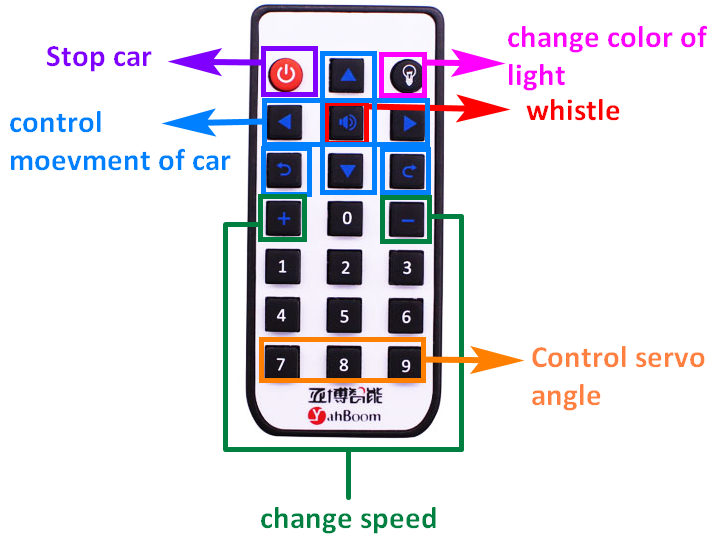 Stop car
change color of
light
whistle
control
moevment of car
+
0
−
1
2
3
4
5
6
7
8
9
Control servo
angle
亚博智能
YahBoom
change speed